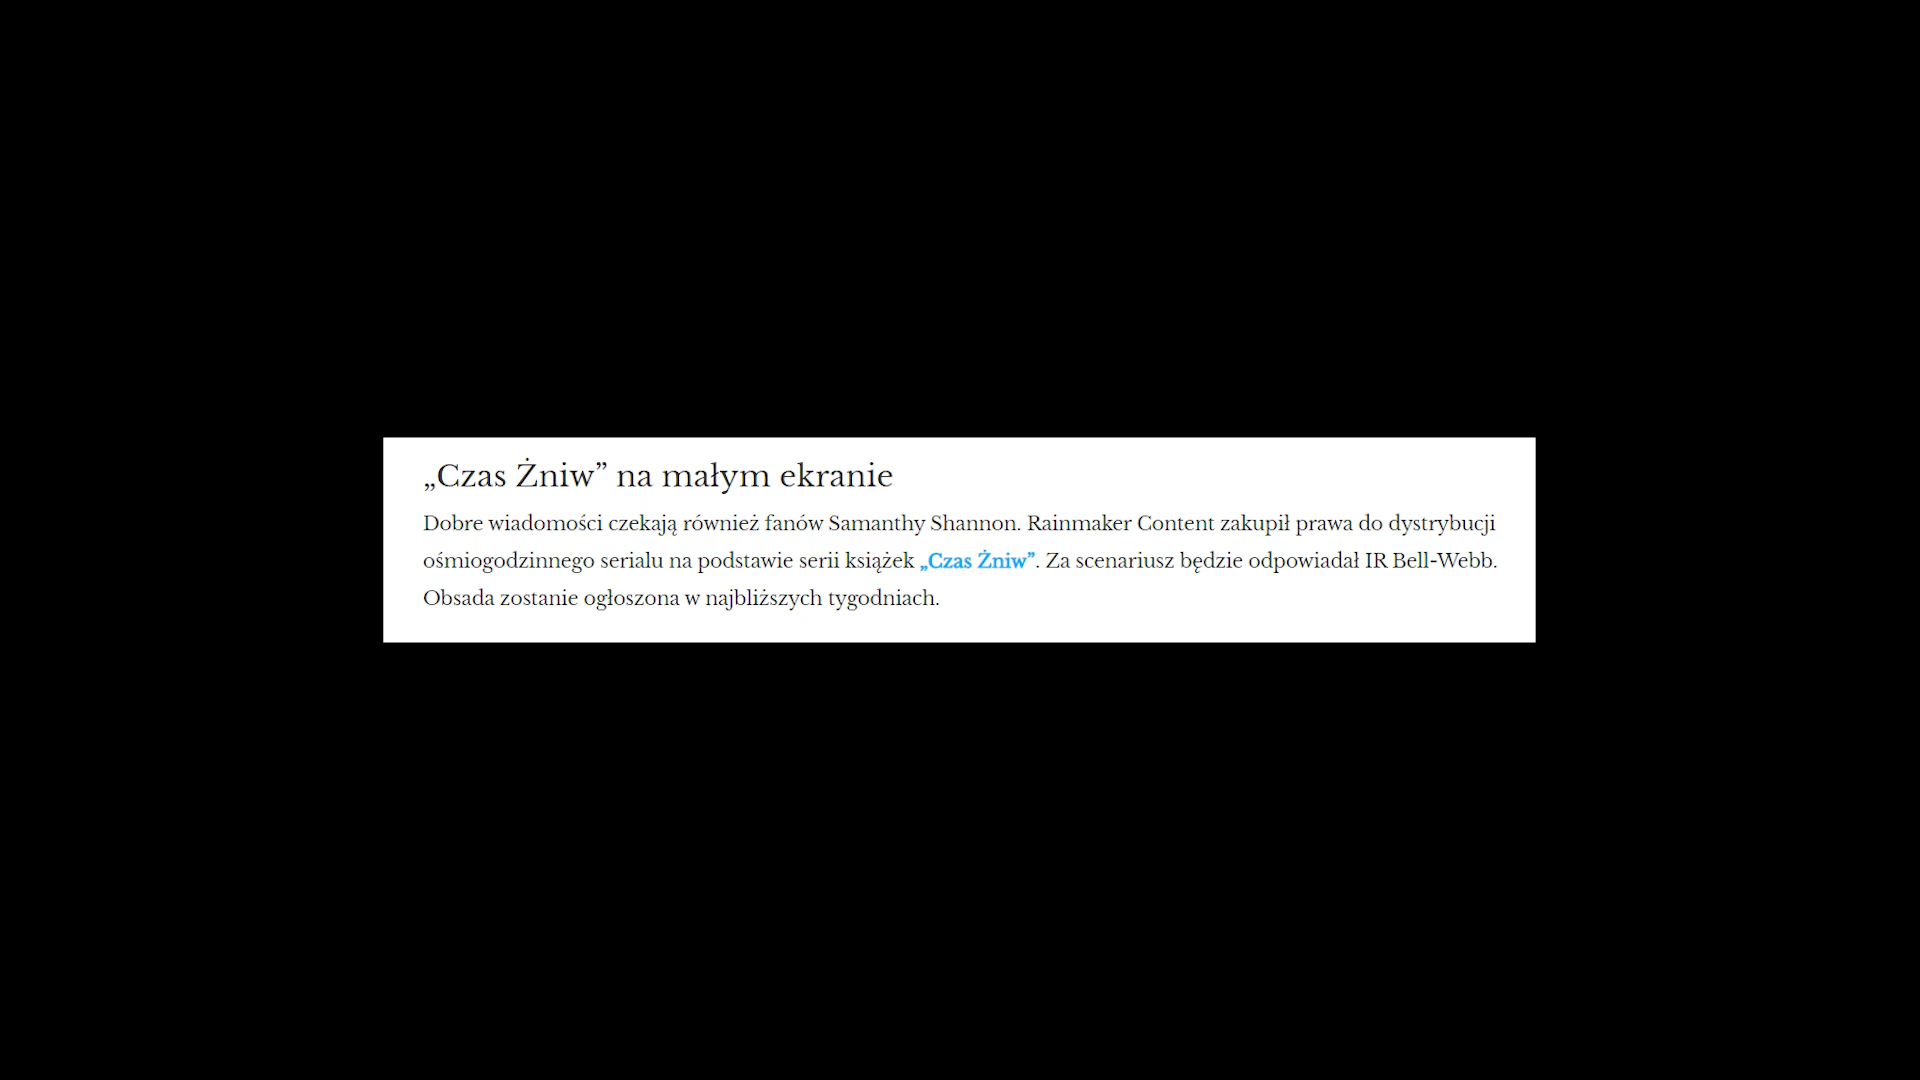 „Czas Żniw” na małym ekranie
Dobre wiadomości czekają również fanów Samanthy Shannon. Rainmaker Content zakupił prawa do dystrybucji
ośmiogodzinnego serialu na podstawie serii książek „Czas Żniw”. Za scenariusz będzie odpowiadał IR Bell-Webb.
Obsada zostanie ogłoszona w najbliższych tygodniach.